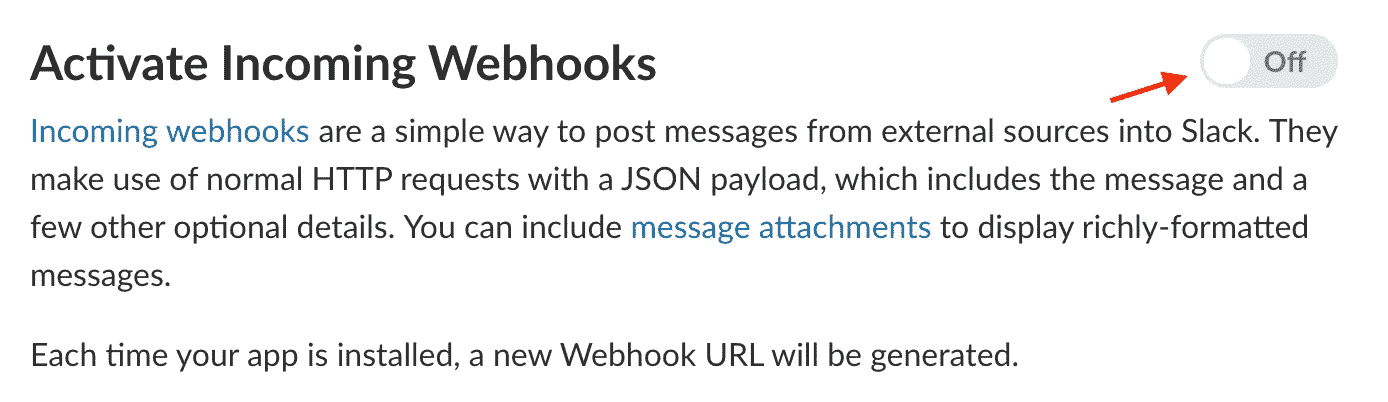 Activate Incoming Webhooks
Off
Incoming webhooks are a simple way to post messages from external sources into Slack. They
make use of normal HTTP requests with a JSON payload, which includes the message and a
few other optional details. You can include message attachments to display richly-formatted
messages.
Each time your app is installed, a new Webhook URL will be generated.